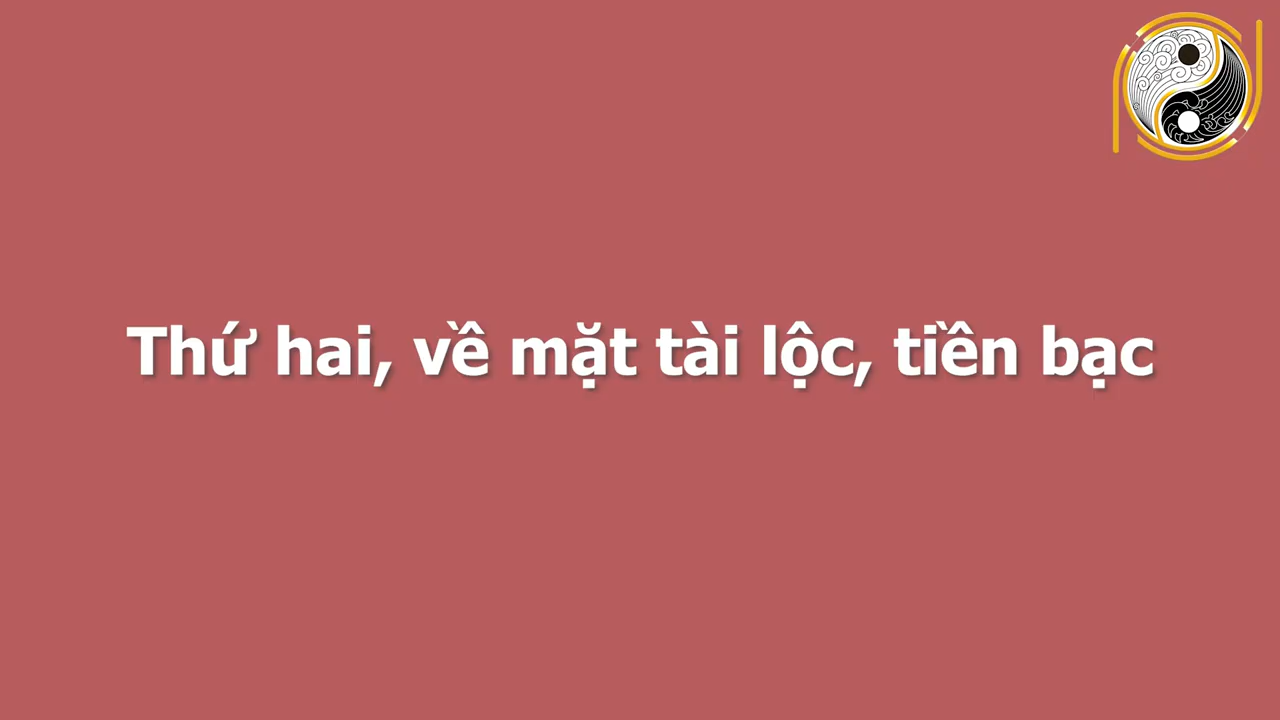 Thứ hai, về mặt tài lộc, tiền bạc